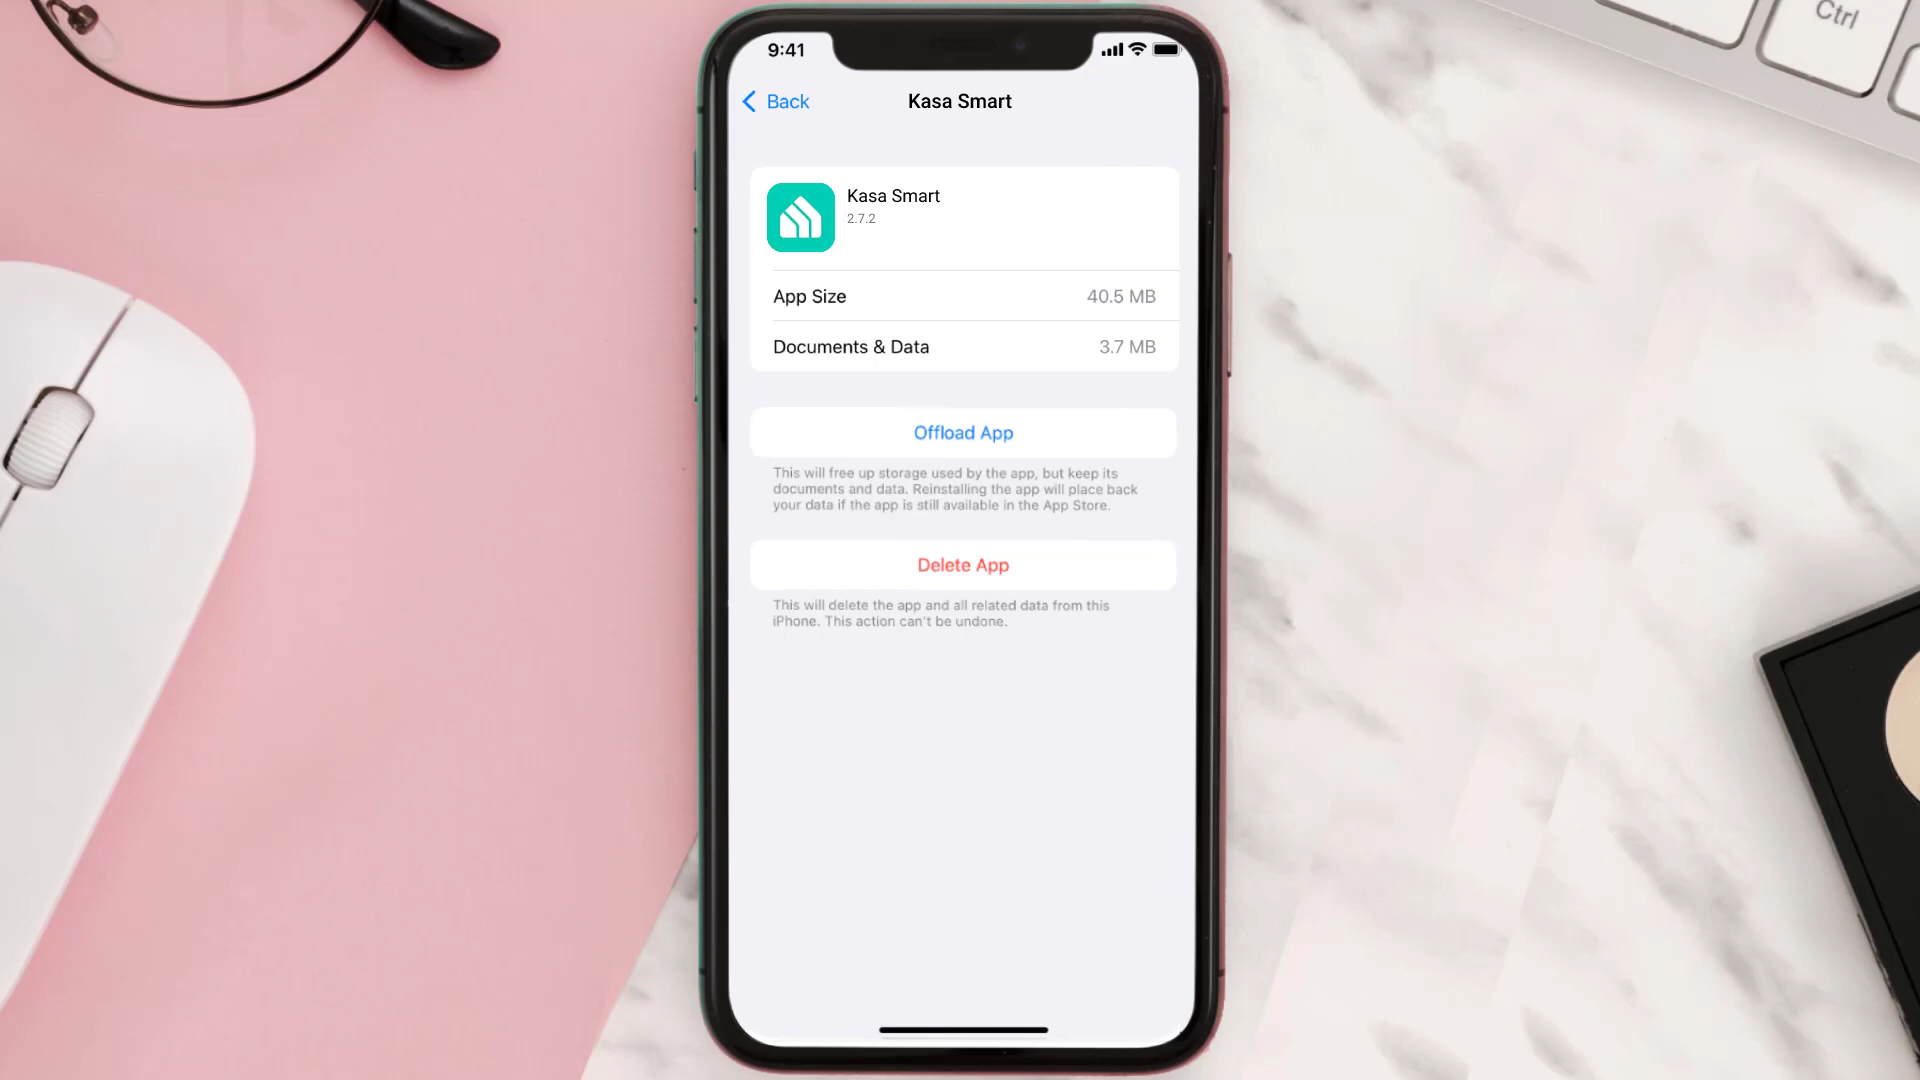 Ctrl
9:41
Back
Kasa Smart
Kasa Smart
2.7.2
App Size
40.5 MB
Documents & Data
3.7 MB
Offload App
This will free up storage used by the app, but keep its
documents and data. Reinstalling the app will place back
your data if the app is still available in the App Store.
Delete App
This will delete the app and all related data from this
iPhone. This action can't be undone.